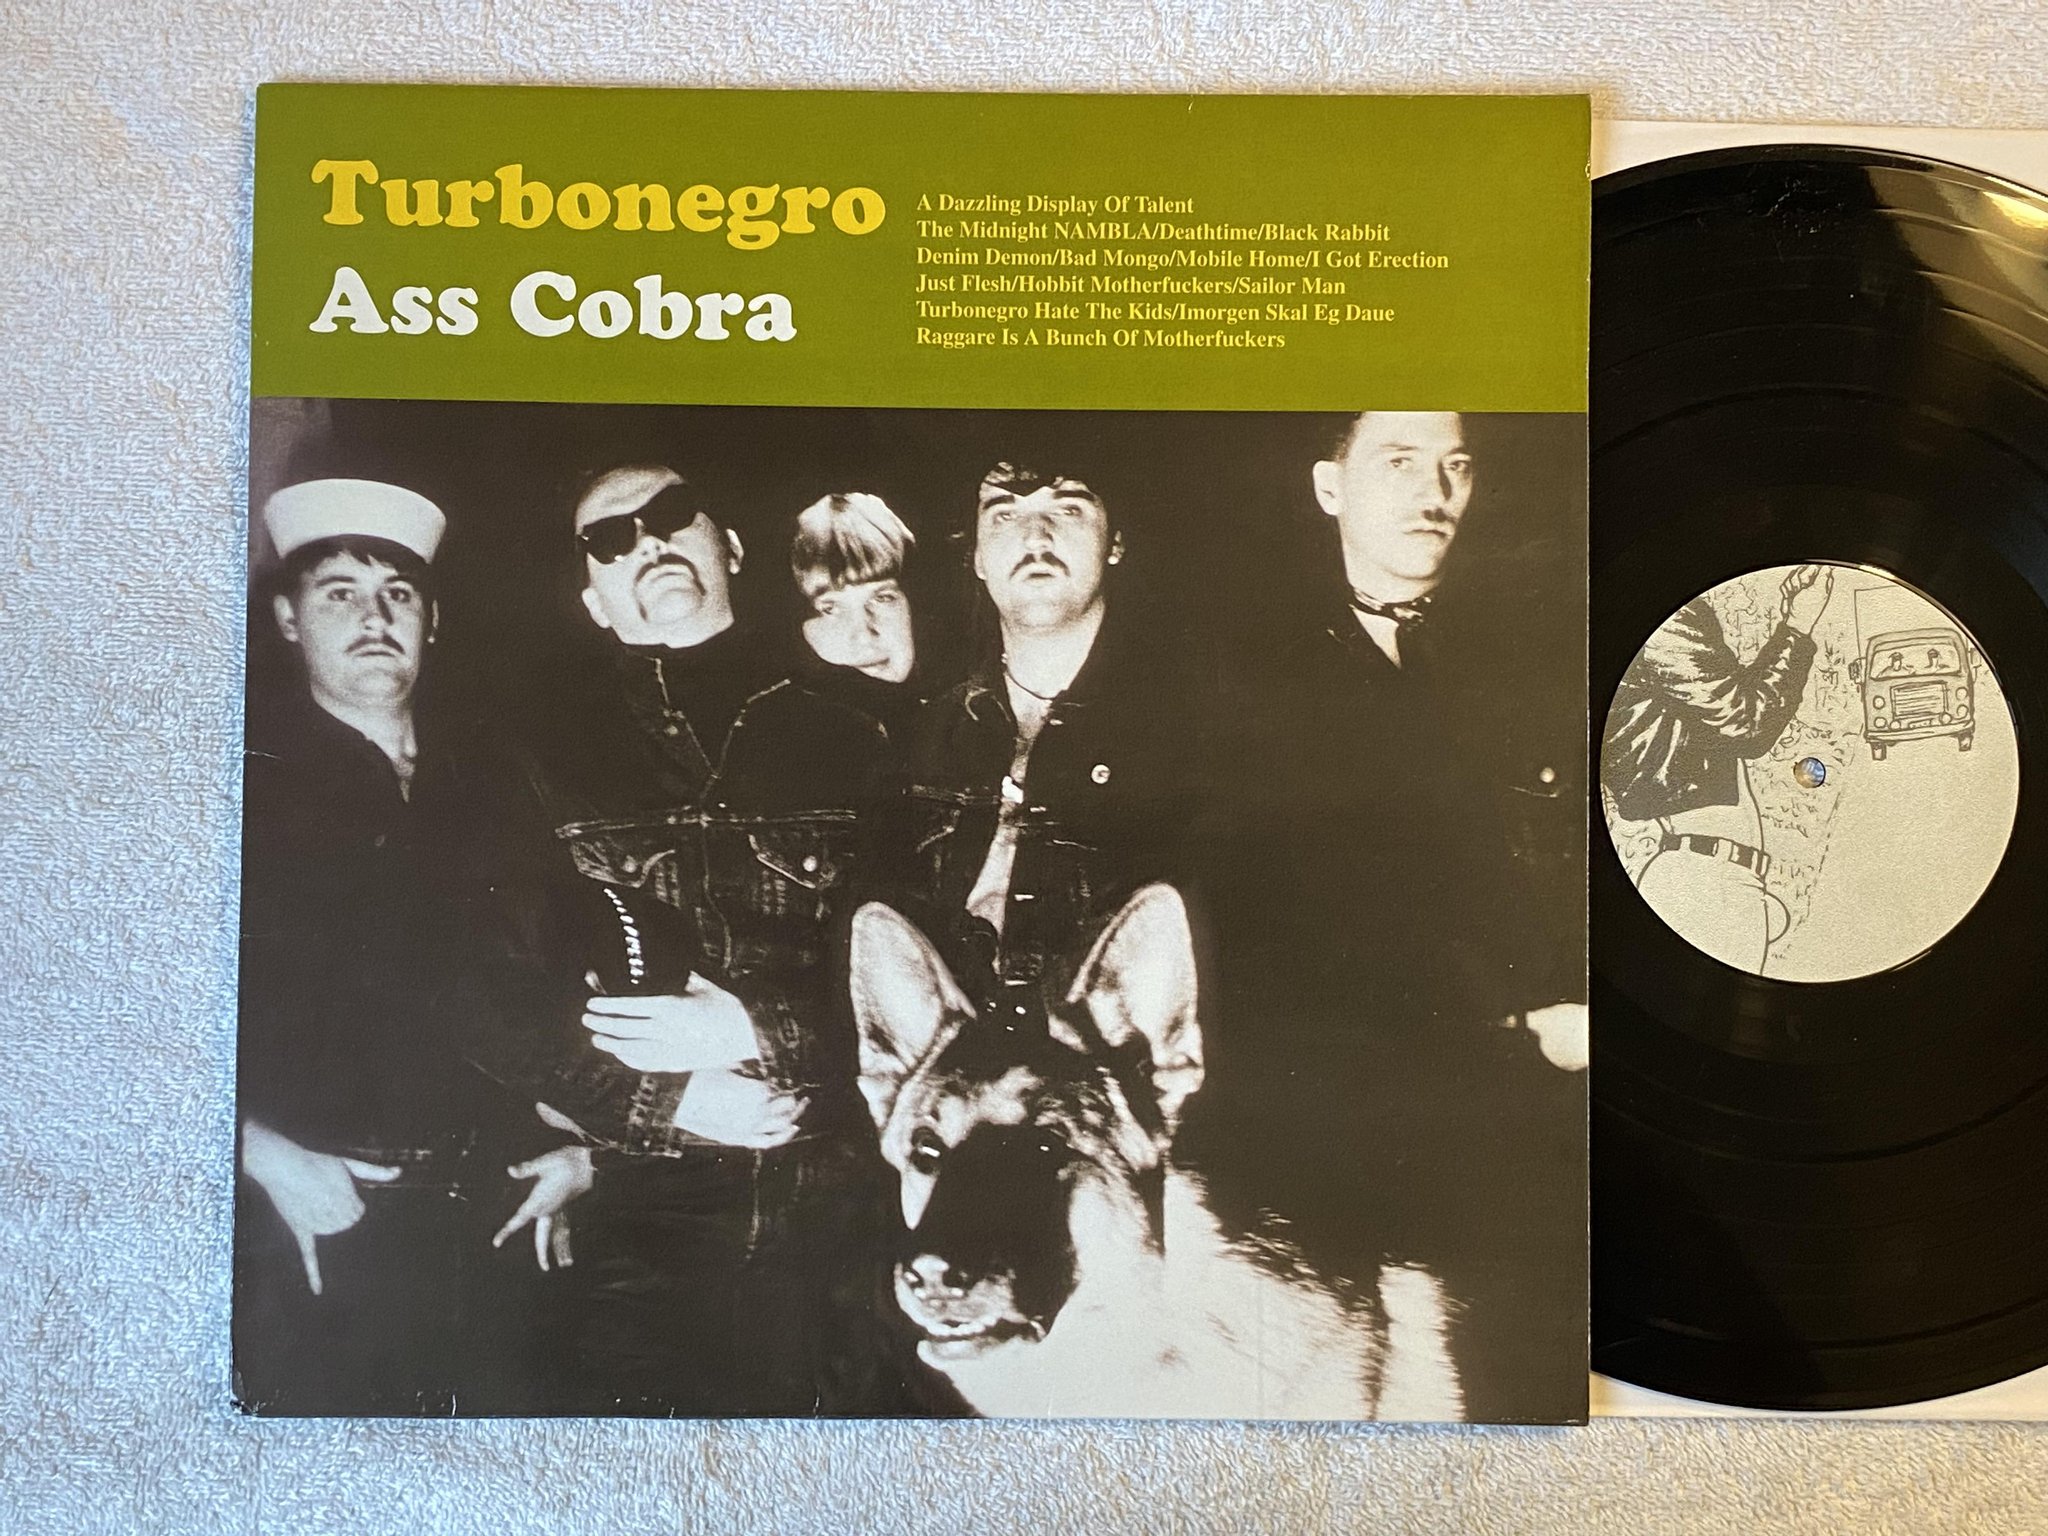 Turbonegro
Ass Cobra
A Dazzling Display Of Talent
The Midnight NAMBLA/Deathtime/Black Rabbit
Denim Demon/Bad Mongo/Mobile Home/I Got Erection
Just Flesh/Hobbit Motherfuckers/Sailor Man
Turbonegro Hate The Kids/Imorgen Skal Eg Daue
Raggare Is A Bunch Of Motherfuckers